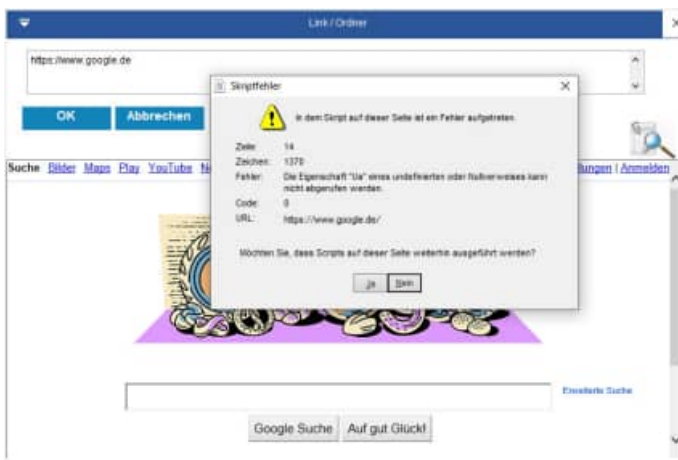 Link / Ordner
https://www.google.de
OK
Abbrechen
Skriptfehler
In dem Skript auf dieser Seite ist ein Fehler aufgetreten.
Zeile: 14
Zeichen: 1370
Fehler: Die Eigenschaft "Ua" eines undefinierten oder Nullverweises kann
nicht abgerufen werden.
Code: 0
URL: https://www.google.de/
Möchten Sie, dass Scripts auf dieser Seite weiterhin ausgeführt werden?
Ja Nein
Suche Bilder Maps Play YouTube
| Anmelden
Erweiterte Suche
Google Suche Auf gut Glück!